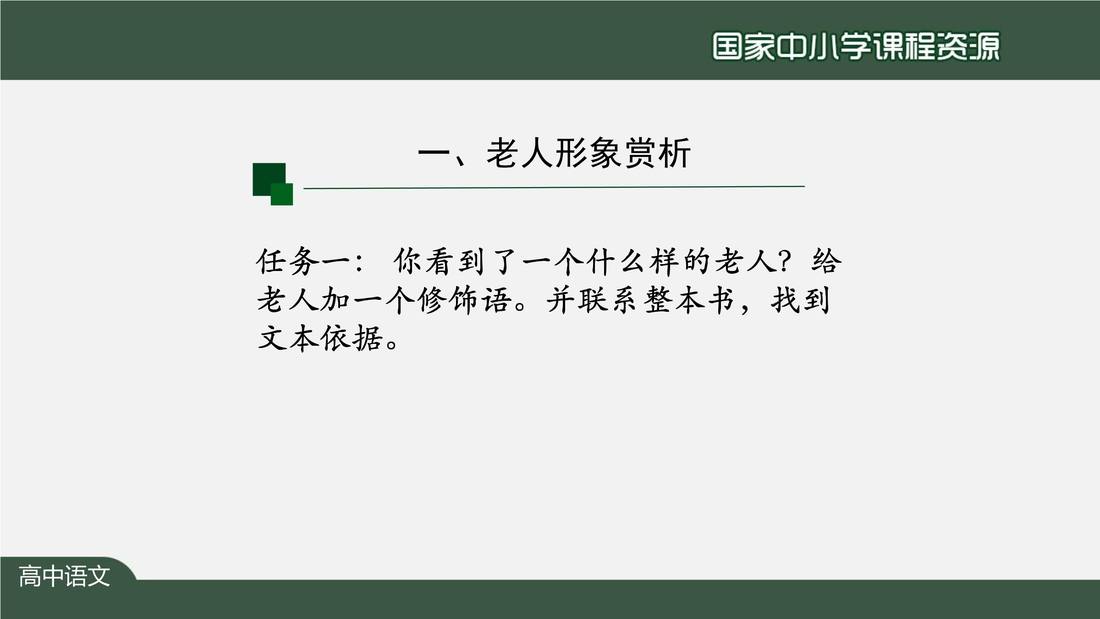 国家中小学课程资源
一、老人形象赏析
任务一： 你看到了一个什么样的老人？给
老人加一个修饰语。并联系整本书，找到
文本依据。
高中语文